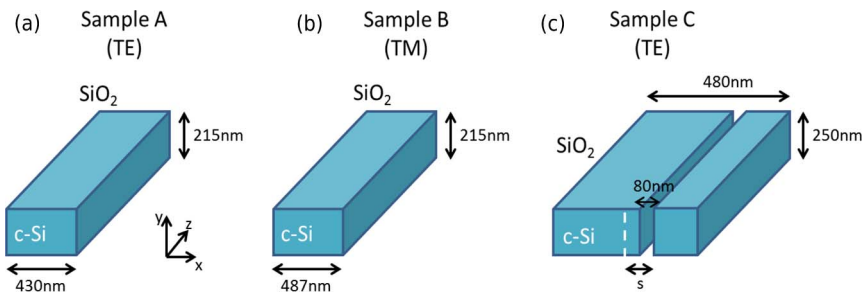 (a) Sample A
(TE)
SiO2
215nm
c-Si
430nm
y
z
x
(b) Sample B
(TM)
SiO2
215nm
c-Si
487nm
(c) Sample C
(TE)
480nm
SiO2
250nm
80nm
c-Si
s